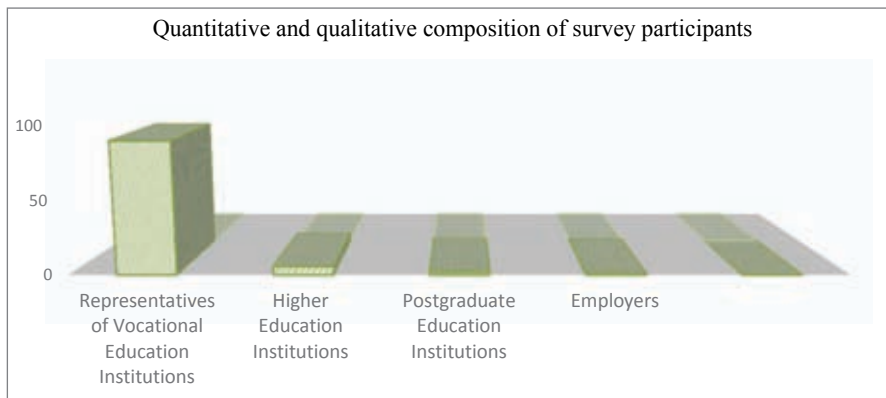 Quantitative and qualitative composition of survey participants
100
50
0
Representatives
of Vocational
Education
Institutions
Higher
Education
Institutions
Postgraduate
Education
Institutions
Employers